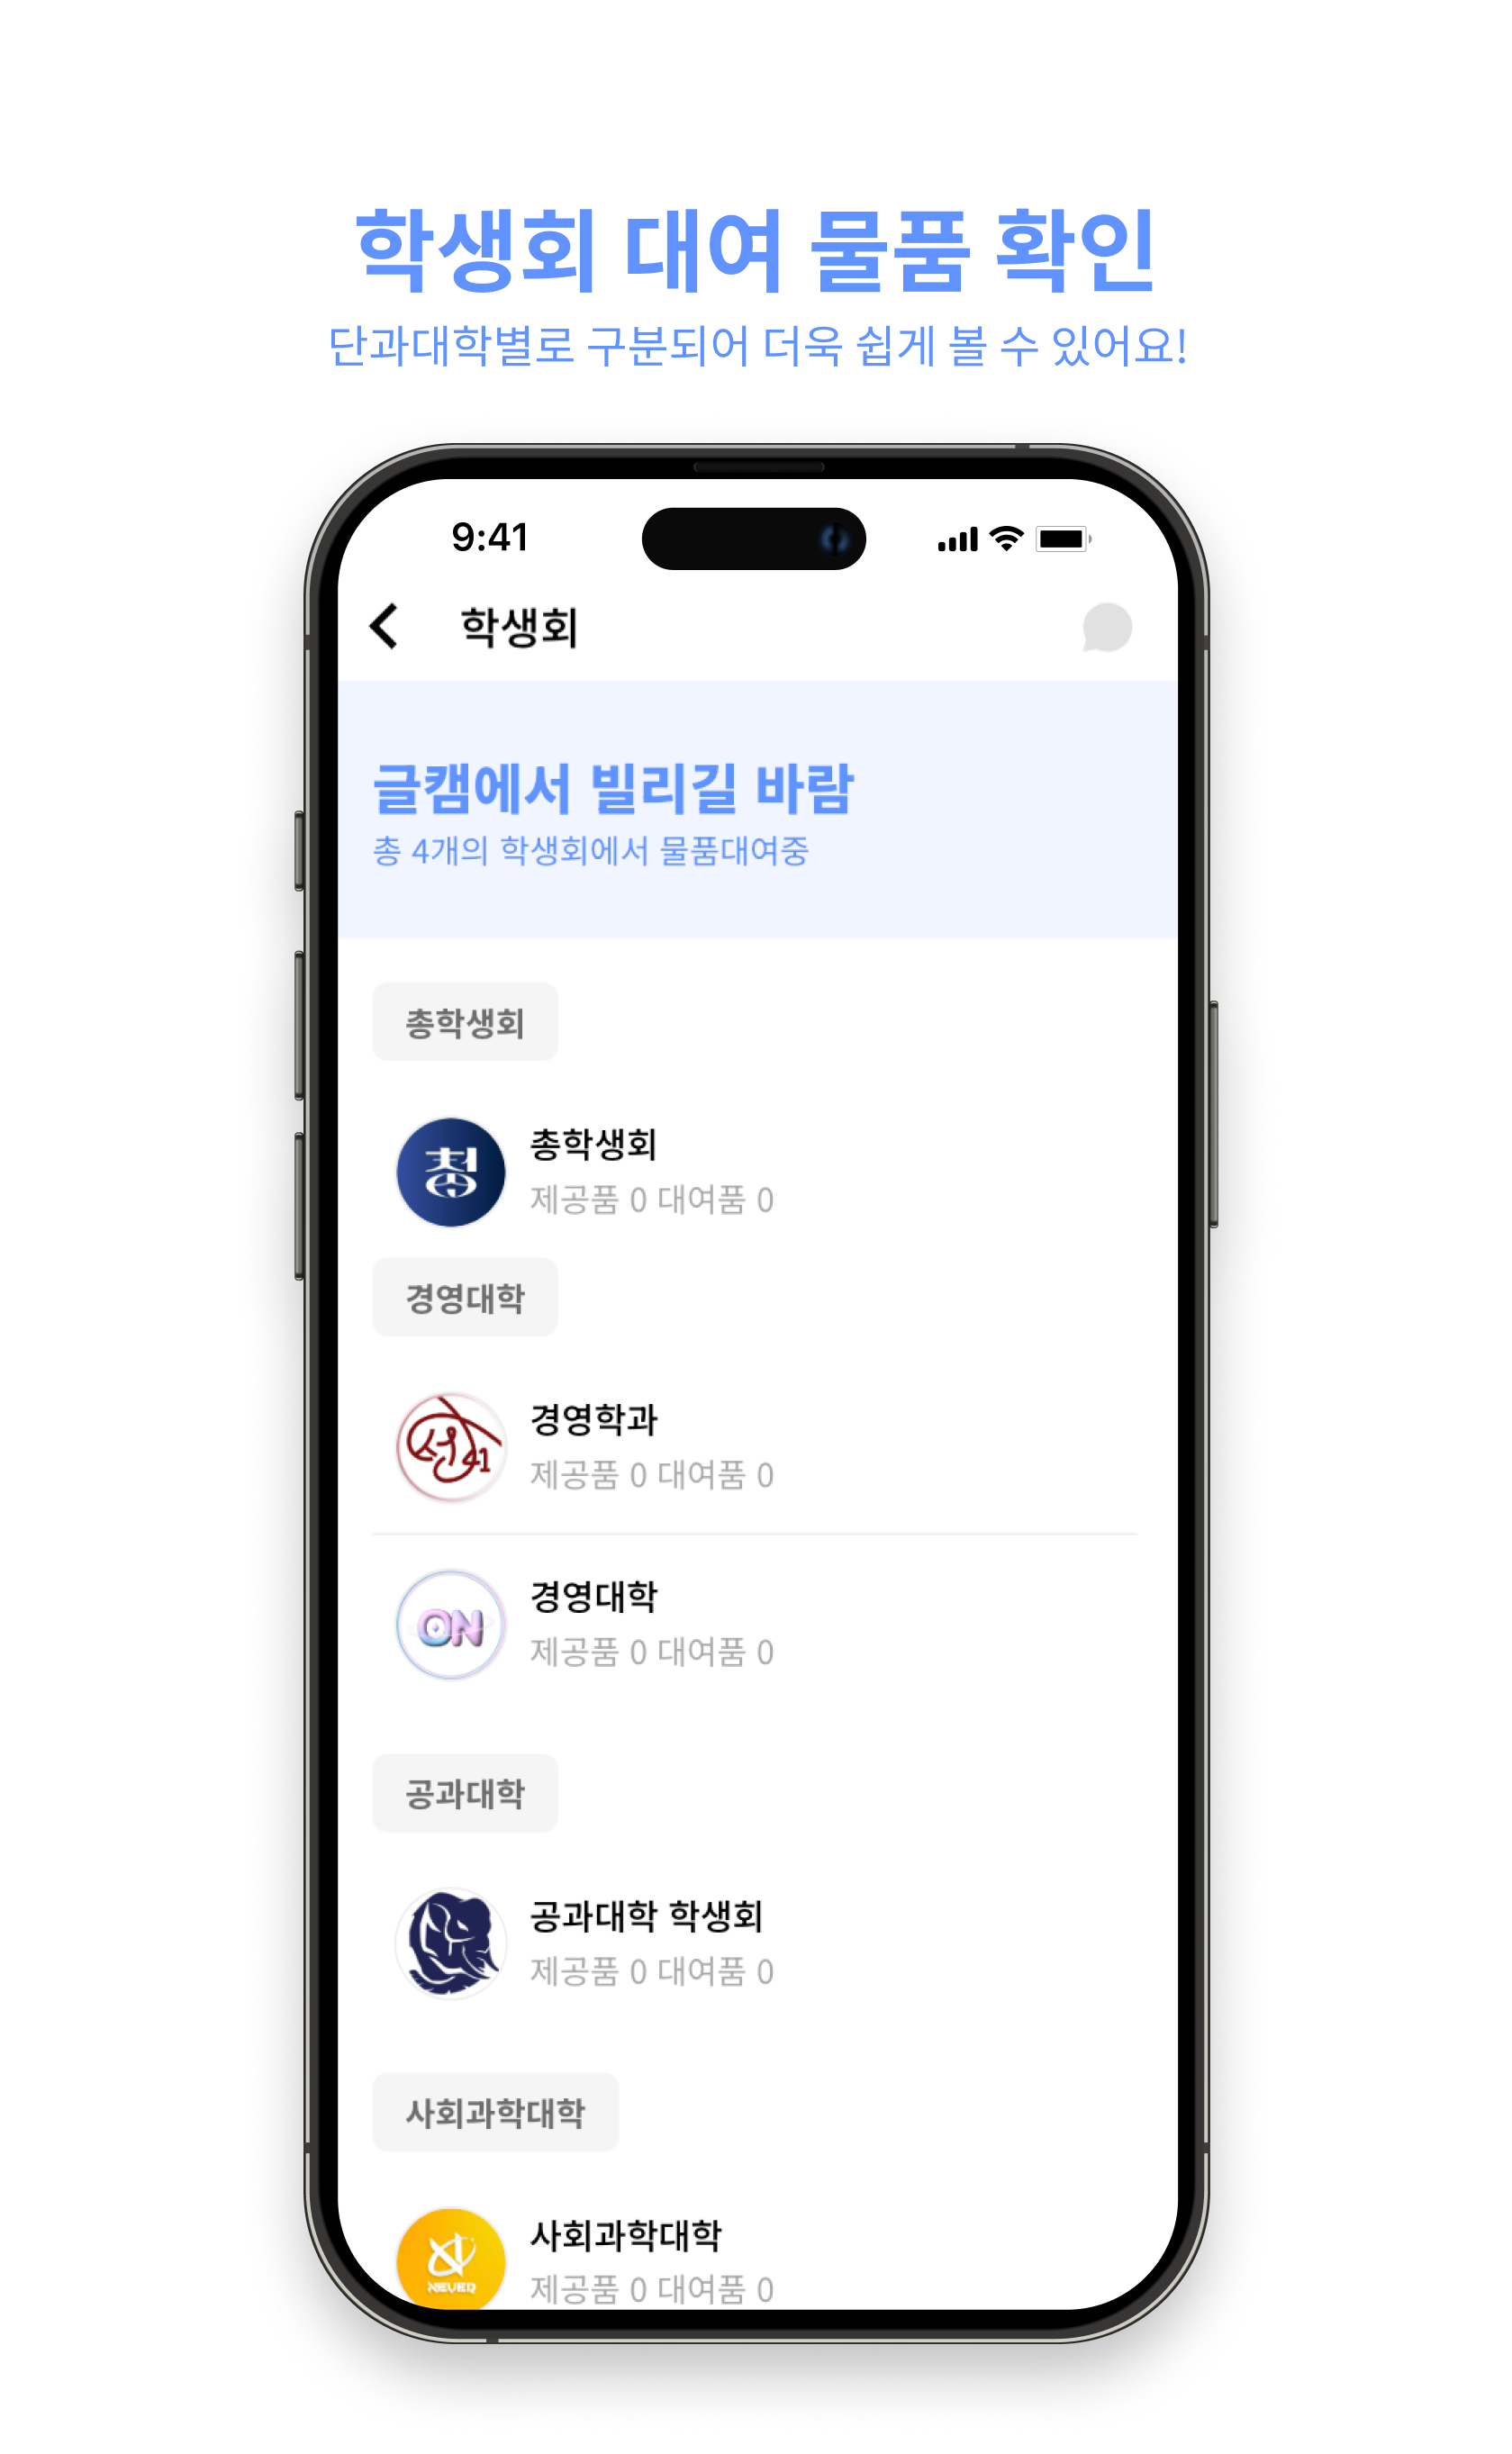 학생회 대여 물품 확인
단과대학별로 구분되어 더욱 쉽게 볼 수 있어요!
9:41
학생회
글캠에서 빌리길 바람
총 4개의 학생회에서 물품대여중
총학생회
청
총학생회
제공품 0 대여품 0
경영대학
경영학과
제공품 0 대여품 0
ON
경영대학
제공품 0 대여품 0
공과대학
공과대학 학생회
제공품 0 대여품 0
사회과학대학
NEVER
사회과학대학
제공품 0 대여품 0